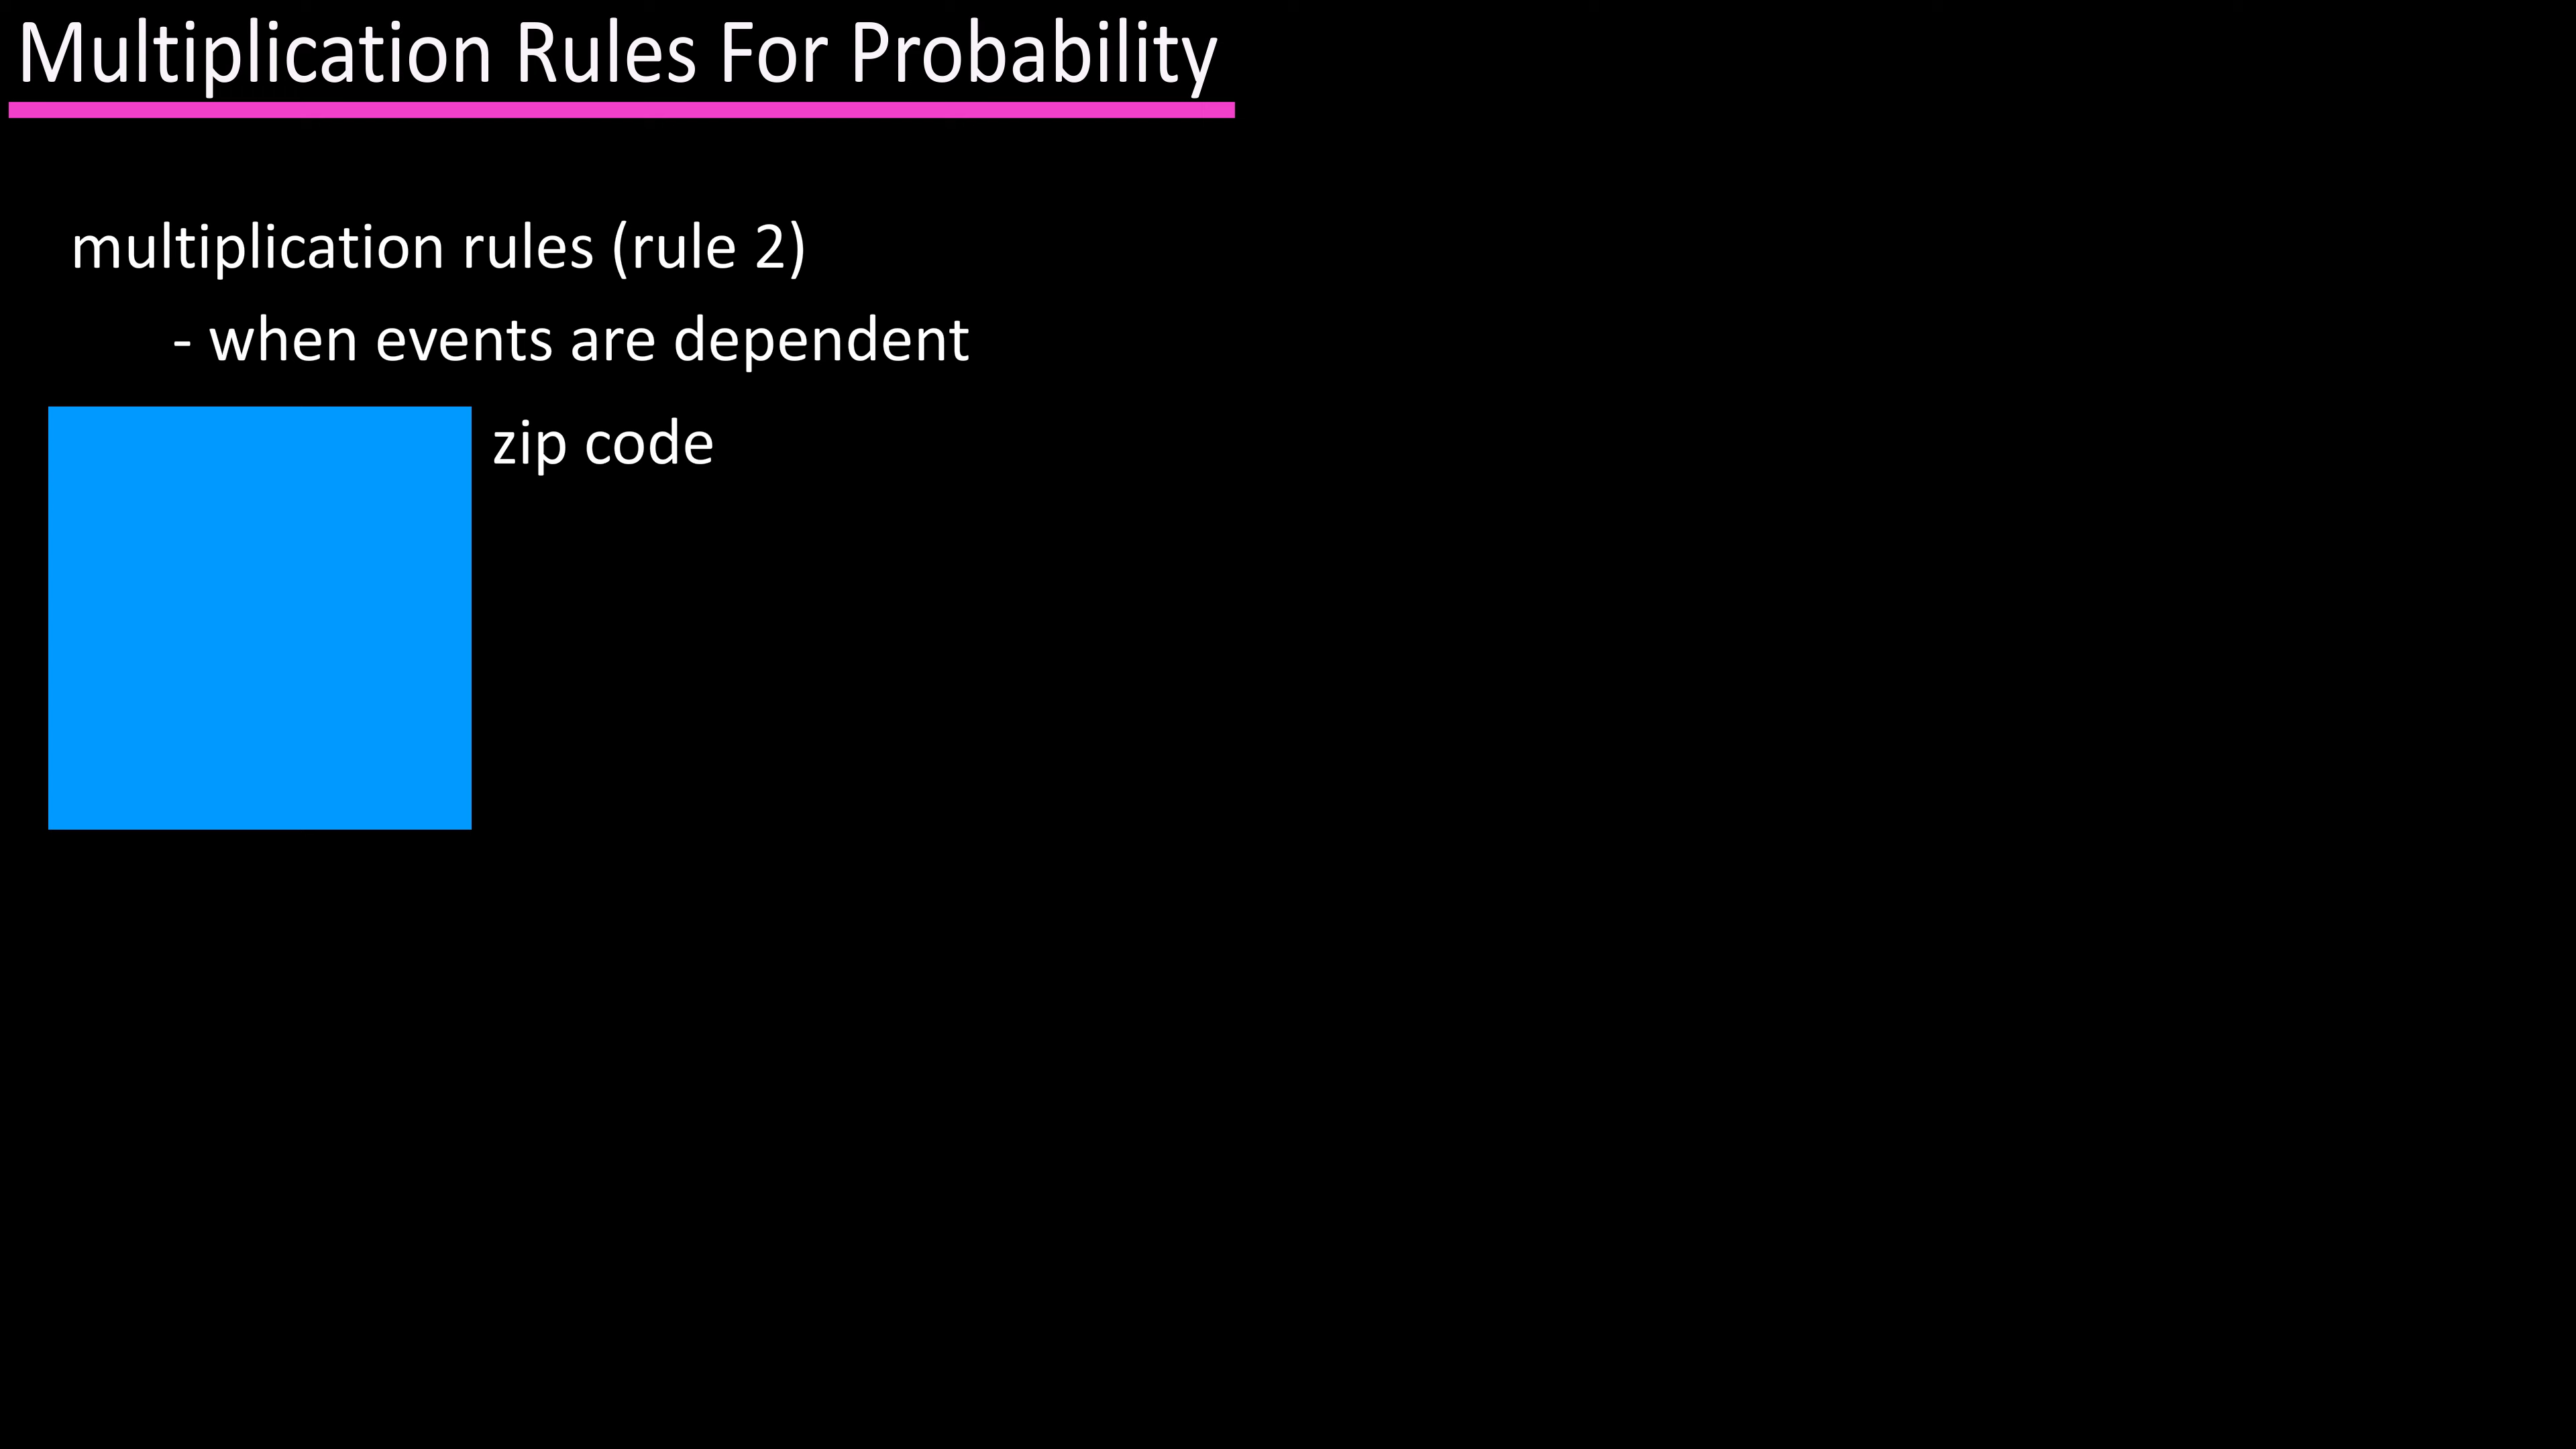 Multiplication Rules For Probability
multiplication rules (rule 2)
- when events are dependent
zip code